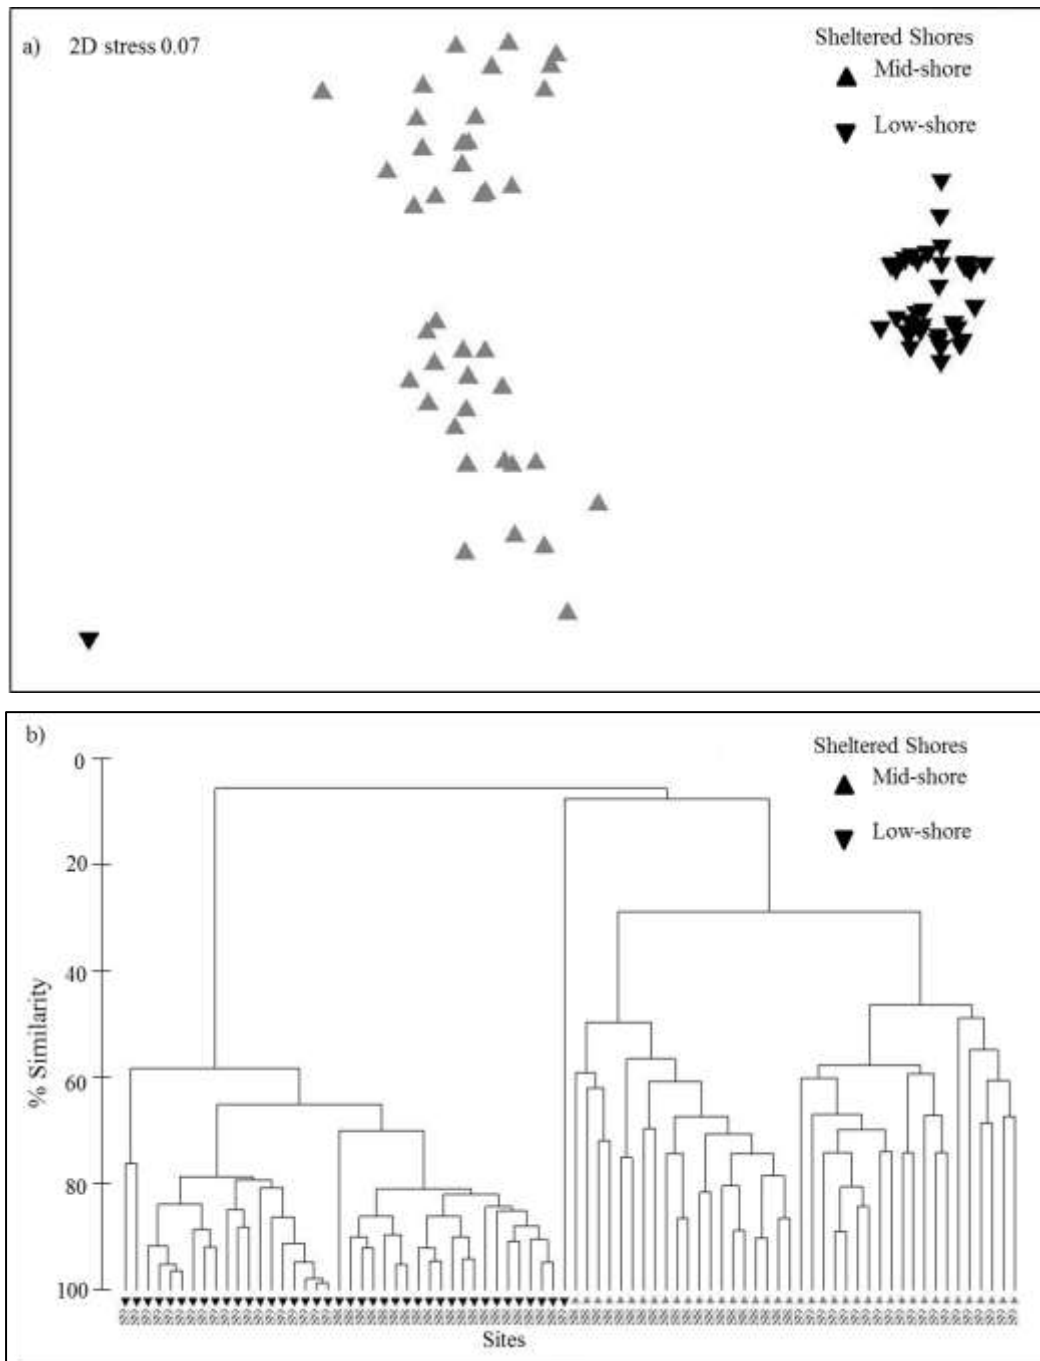 a) 2D stress 0.07
Sheltered Shores
Mid-shore
Low-shore
b)
Sheltered Shores
Mid-shore
Low-shore
0
20
40
60
80
100
% Similarity
Sites